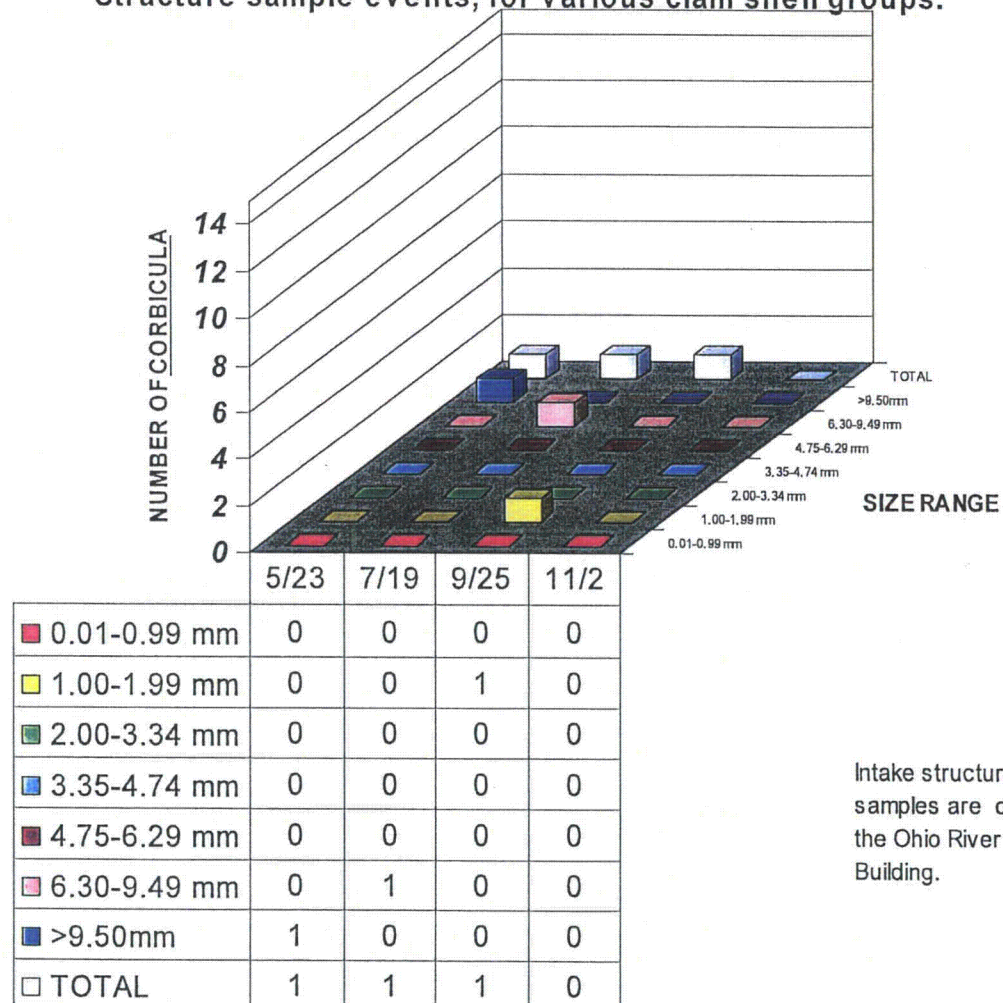 Structure sample events, for various clam shell groups.
NUMBER OF CORBICULA
14
12
10
8
6
4
2
0
TOTAL
>9.50mm
6.30-9.49 mm
4.75-6.29 mm
3.35-4.74 mm
2.00-3.34 mm
1.00-1.99 mm
0.01-0.99 mm
SIZE RANGE
5/23 7/19 9/25 11/2
0.01-0.99 mm 0 0 0 0
1.00-1.99 mm 0 0 1 0
2.00-3.34 mm 0 0 0 0
3.35-4.74 mm 0 0 0 0
4.75-6.29 mm 0 0 0 0
6.30-9.49 mm 0 1 0 0
>9.50mm 1 0 0 0
TOTAL 1 1 1 0
Intake structur
samples are
the Ohio River
Building.